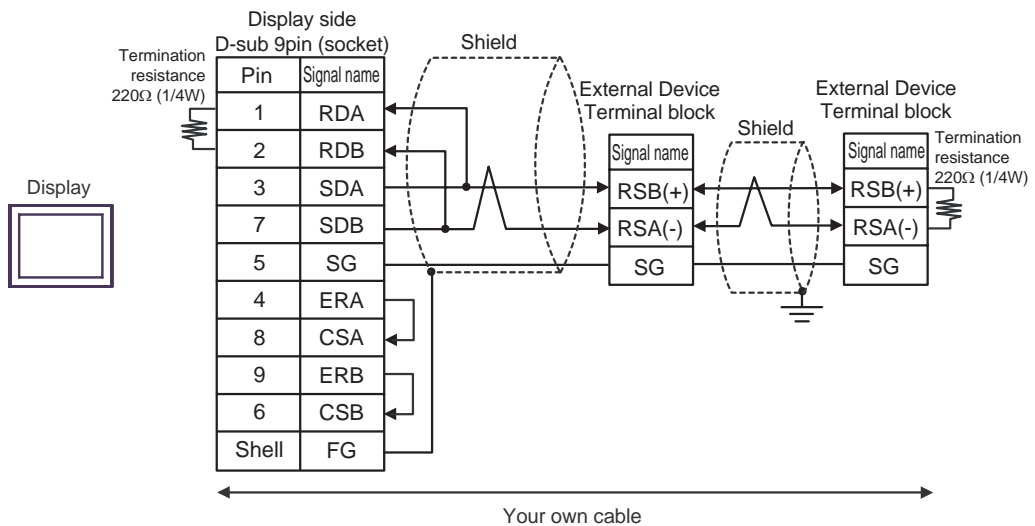 Display side
D-sub 9pin (socket)
Termination
resistance
220Ω (1/4W)
Pin Signal name
1 RDA
2 RDB
3 SDA
7 SDB
5 SG
4 ERA
8 CSA
9 ERB
6 CSB
Shell FG
Display
Shield
External Device
Terminal block
Signal name
RSB(+)
RSA(-)
SG
Shield
External Device
Terminal block
Signal name
RSB(+)
RSA(-)
SG
Termination
resistance
220Ω (1/4W)
Your own cable